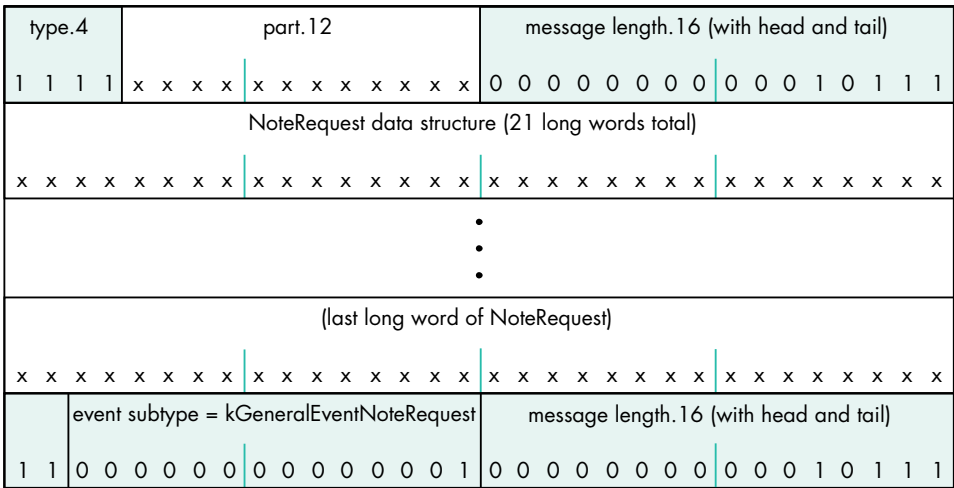 type.4 part.12 message length.16 (with head and tail)
1 1 1 1 x x x x x x x x x x x x 0 0 0 0 0 0 0 0 0 0 0 1 0 1 1 1
NoteRequest data structure (21 long words total)
x x x x x x x x x x x x x x x x x x x x x x x x x x x x x x x x
(last long word of NoteRequest)
x x x x x x x x x x x x x x x x x x x x x x x x x x x x x x x x
event subtype = kGeneralEventNoteRequest message length.16 (with head and tail)
1 1 0 0 0 0 0 0 0 0 0 0 0 0 0 1 0 0 0 0 0 0 0 0 0 0 0 1 0 1 1 1